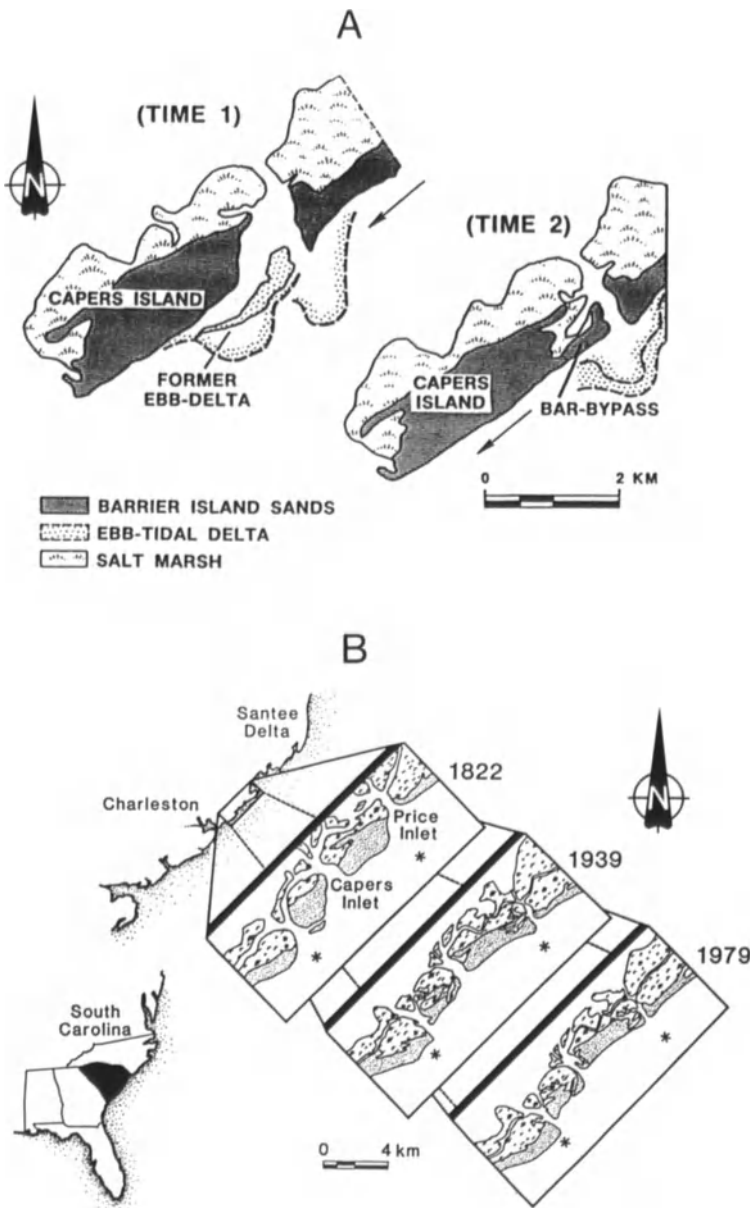 A
(TIME 1)
N
(TIME 2)
CAPERS ISLAND
FORMER
EBB-DELTA
CAPERS
ISLAND
BAR-BYPASS
0 2 KM
BARRIER ISLAND SANDS
EBB-TIDAL DELTA
SALT MARSH
B
Santee
Delta
1822
N
Charleston
Price
Inlet
1939
Capers
Inlet
1979
South
Carolina
0 4 km